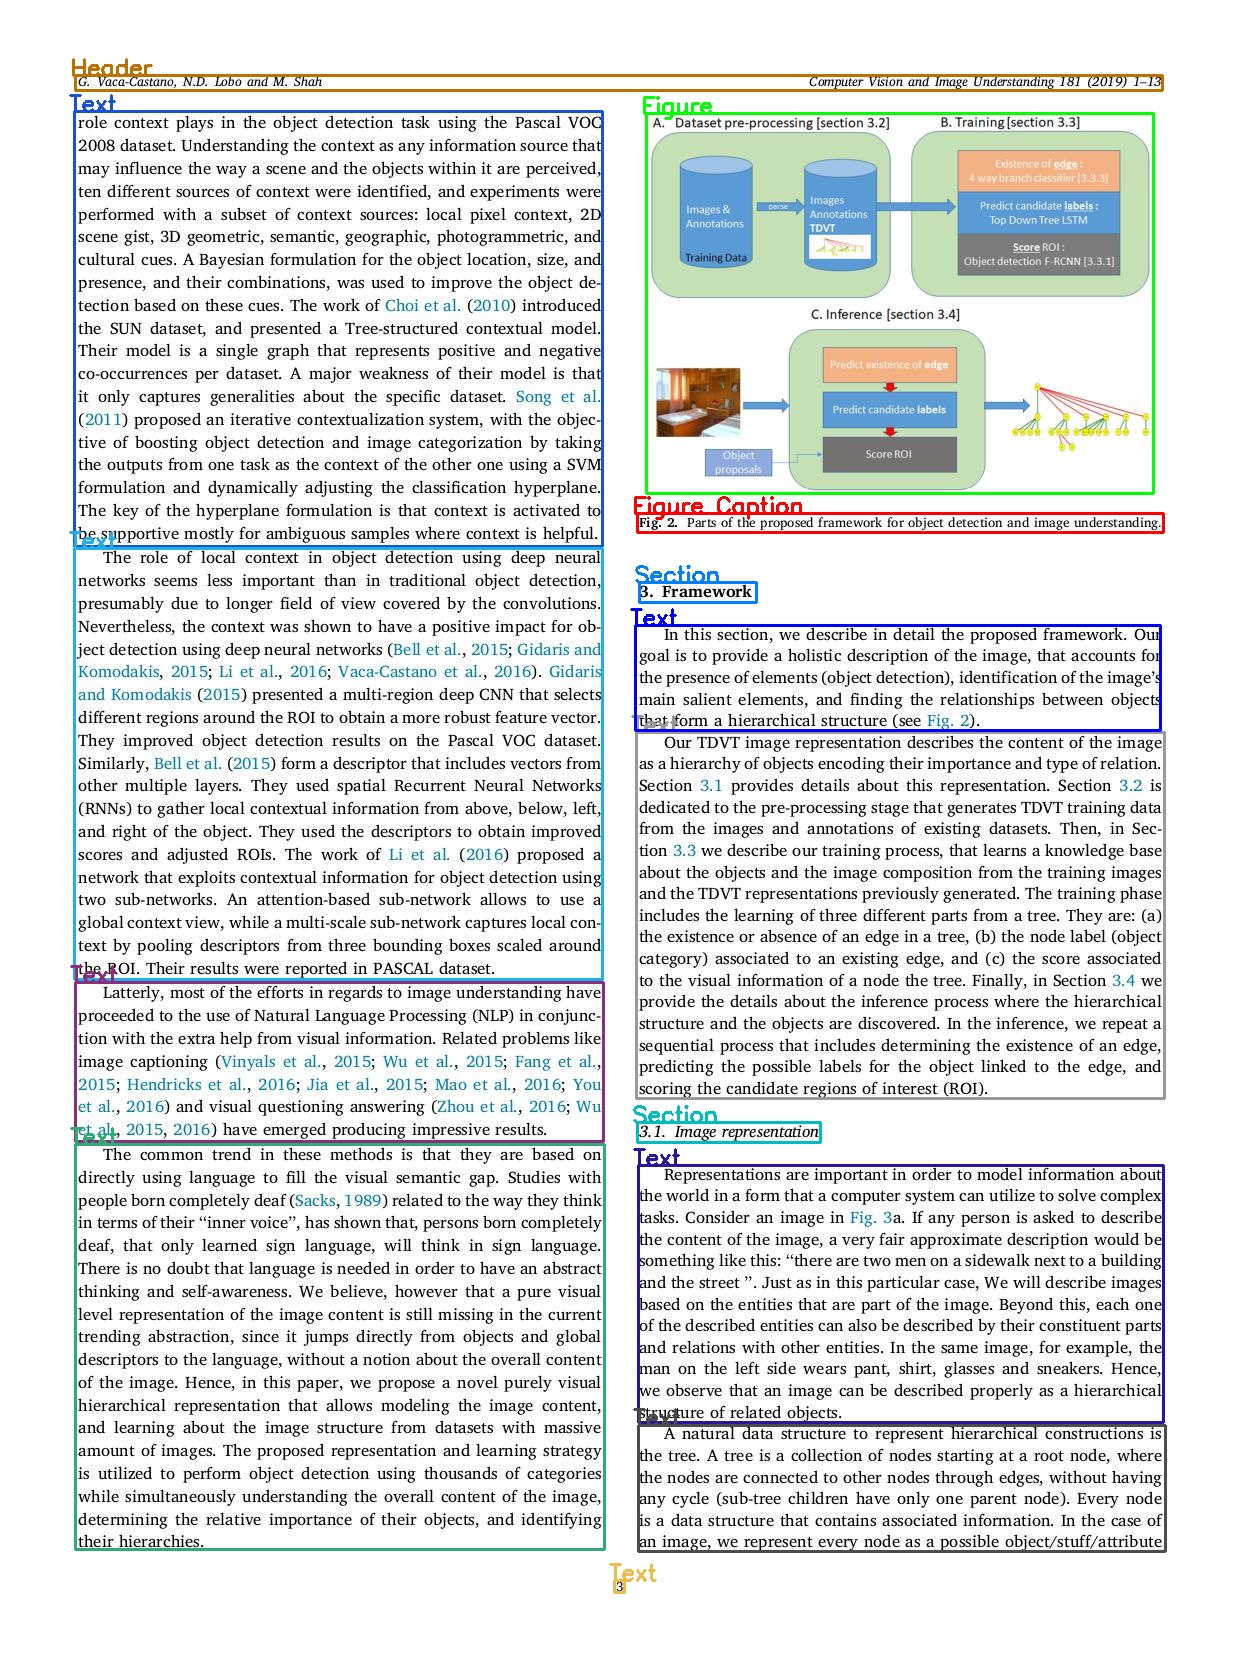 Header
G. Vaca-Castano, N.D. Lobo and M. Shah
Computer Vision and Image Understanding 181 (2019) 1–13
Text
role context plays in the object detection task using the Pascal VOC
2008 dataset. Understanding the context as any information source that
may influence the way a scene and the objects within it are perceived,
ten different sources of context were identified, and experiments were
performed with a subset of context sources: local pixel context, 2D
scene gist, 3D geometric, semantic, geographic, photogrammetric, and
cultural cues. A Bayesian formulation for the object location, size, and
presence, and their combinations, was used to improve the object de-
tection based on these cues. The work of Choi et al. (2010) introduced
the SUN dataset, and presented a Tree-structured contextual model.
Their model is a single graph that represents positive and negative
co-occurrences per dataset. A major weakness of their model is that
it only captures generalities about the specific dataset. Song et al.
(2011) proposed an iterative contextualization system, with the objec-
tive of boosting object detection and image categorization by taking
the outputs from one task as the context of the other one using a SVM
formulation and dynamically adjusting the classification hyperplane.
The key of the hyperplane formulation is that context is activated to
be supportive mostly for ambiguous samples where context is helpful.
Text
The role of local context in object detection using deep neural
networks seems less important than in traditional object detection,
presumably due to longer field of view covered by the convolutions.
Nevertheless, the context was shown to have a positive impact for ob-
ject detection using deep neural networks (Bell et al., 2015; Gidaris and
Komodakis, 2015; Li et al., 2016; Vaca-Castano et al., 2016). Gidaris
and Komodakis (2015) presented a multi-region deep CNN that selects
different regions around the ROI to obtain a more robust feature vector.
They improved object detection results on the Pascal VOC dataset.
Similarly, Bell et al. (2015) form a descriptor that includes vectors from
other multiple layers. They used spatial Recurrent Neural Networks
(RNNs) to gather local contextual information from above, below, left,
and right of the object. They used the descriptors to obtain improved
scores and adjusted ROIs. The work of Li et al. (2016) proposed a
network that exploits contextual information for object detection using
two sub-networks. An attention-based sub-network allows to use a
global context view, while a multi-scale sub-network captures local con-
text by pooling descriptors from three bounding boxes scaled around
the ROI. Their results were reported in PASCAL dataset.
Text
Latterly, most of the efforts in regards to image understanding have
proceeded to the use of Natural Language Processing (NLP) in conjunc-
tion with the extra help from visual information. Related problems like
image captioning (Vinyals et al., 2015; Wu et al., 2015; Fang et al.,
2015; Hendricks et al., 2016; Jia et al., 2015; Mao et al., 2016; You
et al., 2016) and visual questioning answering (Zhou et al., 2016; Wu
et al., 2015, 2016) have emerged producing impressive results.
Text
The common trend in these methods is that they are based on
directly using language to fill the visual semantic gap. Studies with
people born completely deaf (Sacks, 1989) related to the way they think
in terms of their “inner voice”, has shown that, persons born completely
deaf, that only learned sign language, will think in sign language.
There is no doubt that language is needed in order to have an abstract
thinking and self-awareness. We believe, however that a pure visual
level representation of the image content is still missing in the current
trending abstraction, since it jumps directly from objects and global
descriptors to the language, without a notion about the overall content
of the image. Hence, in this paper, we propose a novel purely visual
hierarchical representation that allows modeling the image content,
and learning about the image structure from datasets with massive
amount of images. The proposed representation and learning strategy
is utilized to perform object detection using thousands of categories
while simultaneously understanding the overall content of the image,
determining the relative importance of their objects, and identifying
their hierarchies.
Figure
A. Dataset pre-processing [section 3.2]
B. Training [section 3.3]
Images &
Annotations
Training Data
parse
Images
Annotations
TDVT
Existence of edge :
4 way branch classifier [3.3.3]
Predict candidate labels :
Top Down Tree LSTM
Score ROI :
Object detection F-RCNN [3.3.1]
C. Inference [section 3.4]
Predict existence of edge
Predict candidate labels
Score ROI
Object
proposals
Figure Caption
Fig. 2. Parts of the proposed framework for object detection and image understanding.
Section
3. Framework
Text
In this section, we describe in detail the proposed framework. Our
goal is to provide a holistic description of the image, that accounts for
the presence of elements (object detection), identification of the image’s
main salient elements, and finding the relationships between objects
that form a hierarchical structure (see Fig. 2).
Text
Our TDVT image representation describes the content of the image
as a hierarchy of objects encoding their importance and type of relation.
Section 3.1 provides details about this representation. Section 3.2 is
dedicated to the pre-processing stage that generates TDVT training data
from the images and annotations of existing datasets. Then, in Sec-
tion 3.3 we describe our training process, that learns a knowledge base
about the objects and the image composition from the training images
and the TDVT representations previously generated. The training phase
includes the learning of three different parts from a tree. They are: (a)
the existence or absence of an edge in a tree, (b) the node label (object
category) associated to an existing edge, and (c) the score associated
to the visual information of a node the tree. Finally, in Section 3.4 we
provide the details about the inference process where the hierarchical
structure and the objects are discovered. In the inference, we repeat a
sequential process that includes determining the existence of an edge,
predicting the possible labels for the object linked to the edge, and
scoring the candidate regions of interest (ROI).
Section
3.1. Image representation
Text
Representations are important in order to model information about
the world in a form that a computer system can utilize to solve complex
tasks. Consider an image in Fig. 3a. If any person is asked to describe
the content of the image, a very fair approximate description would be
something like this: “there are two men on a sidewalk next to a building
and the street ”. Just as in this particular case, We will describe images
based on the entities that are part of the image. Beyond this, each one
of the described entities can also be described by their constituent parts
and relations with other entities. In the same image, for example, the
man on the left side wears pant, shirt, glasses and sneakers. Hence,
we observe that an image can be described properly as a hierarchical
structure of related objects.
Text
A natural data structure to represent hierarchical constructions is
the tree. A tree is a collection of nodes starting at a root node, where
the nodes are connected to other nodes through edges, without having
any cycle (sub-tree children have only one parent node). Every node
is a data structure that contains associated information. In the case of
an image, we represent every node as a possible object/stuff/attribute
Text
3